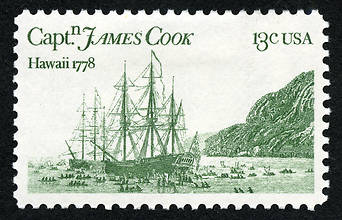 Captn. JAMES COOK
13c USA
Hawaii 1778